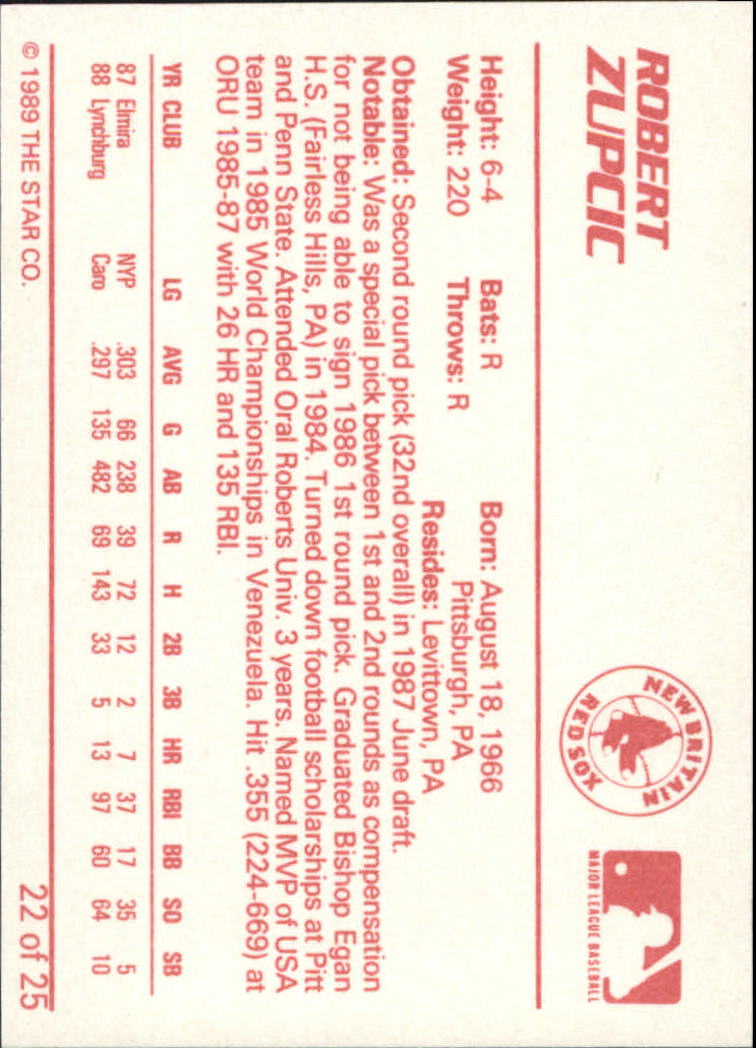 ROBERT
ZUPCIC
NEW BRITAIN
RED SOX
MAJOR LEAGUE BASEBALL
Height: 6-4 Bats: R Born: August 18, 1966
Weight: 220 Throws: R Pittsburgh, PA
Resides: Levittown, PA
Obtained: Second round pick (32nd overall) in 1987 June draft.
Notable: Was a special pick between 1st and 2nd rounds as compensation
for not being able to sign 1986 1st round pick. Graduated Bishop Egan
H.S. (Fairless Hills, PA) in 1984. Turned down football scholarships at Pitt
and Penn State. Attended Oral Roberts Univ. 3 years. Named MVP of USA
team in 1985 World Championships in Venezuela. Hit .355 (224-669) at
ORU 1985-87 with 26 HR and 135 RBI.
YR CLUB LG AVG G AB R H 2B 3B HR RBI BB SO SB
87 Elmira NYP .303 66 238 39 72 12 2 7 37 17 35 5
88 Lynchburg Caro .297 135 482 69 143 33 5 13 97 60 64 10
© 1989 THE STAR CO. 22 of 25